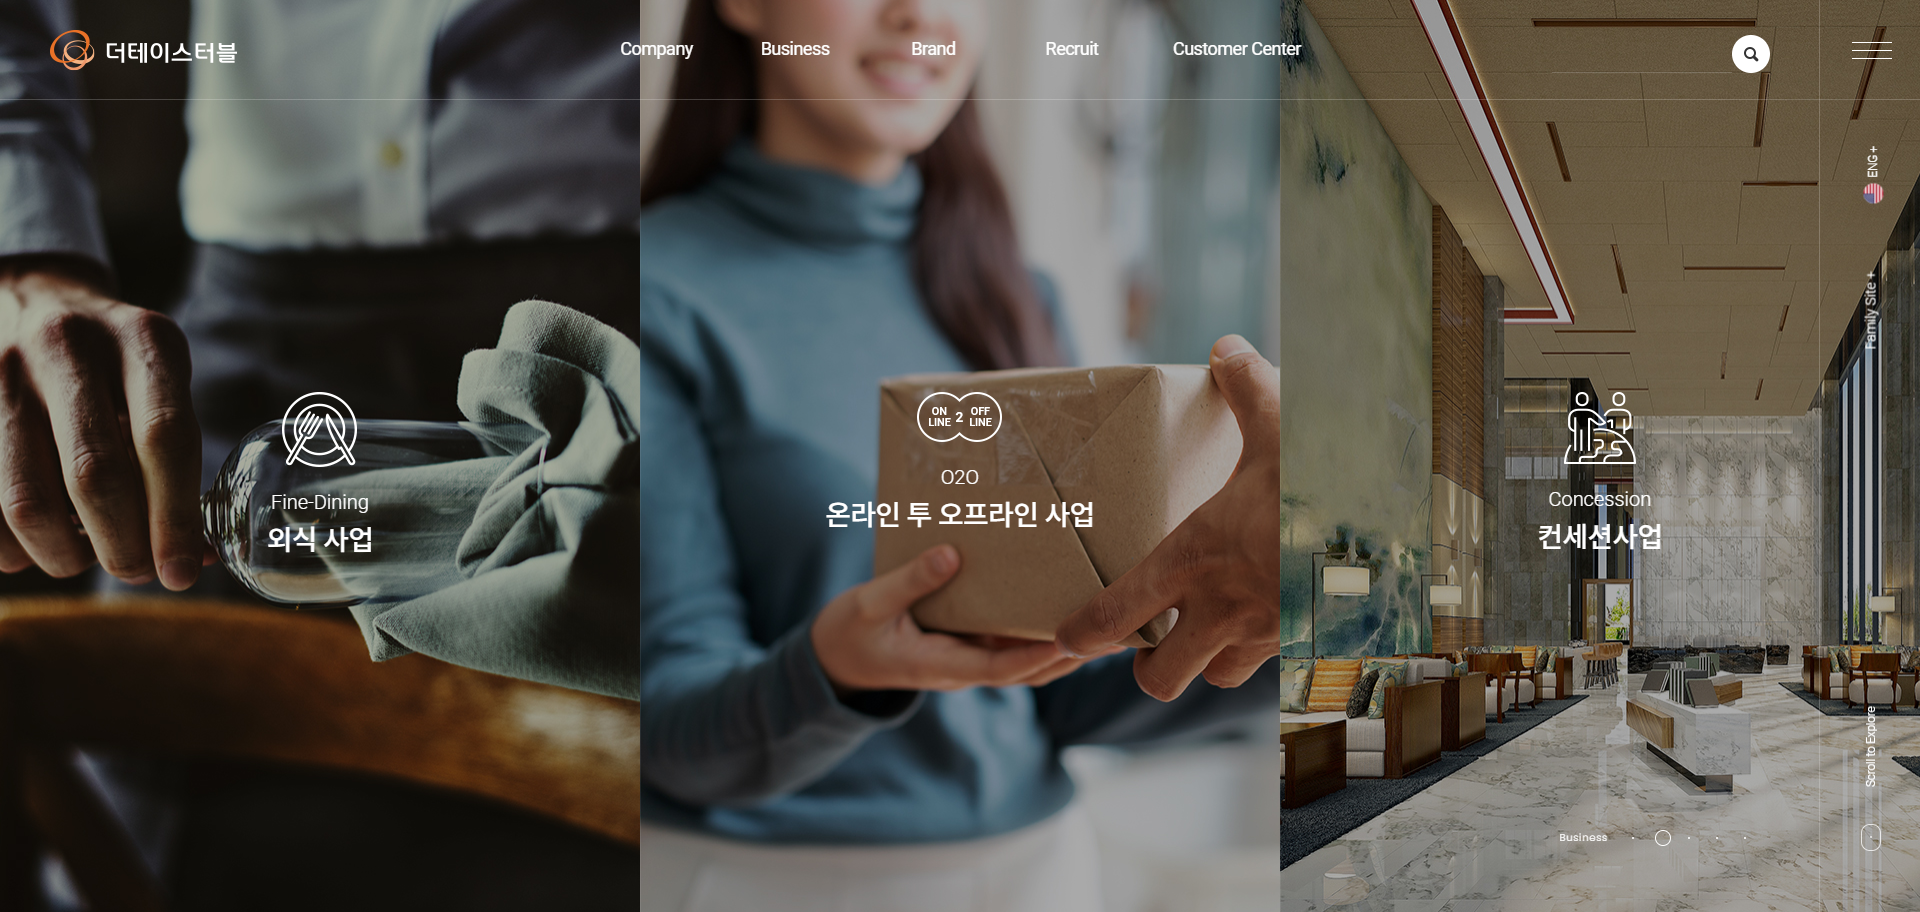 더테이스터블
Company
Business
Brand
Recruit
Customer Center
ENG +
Family Site +
Fine-Dining
외식 사업
ON LINE 2 OFF LINE
O2O
온라인 투 오프라인 사업
Concession
컨세션사업
Scroll to Explore
Business